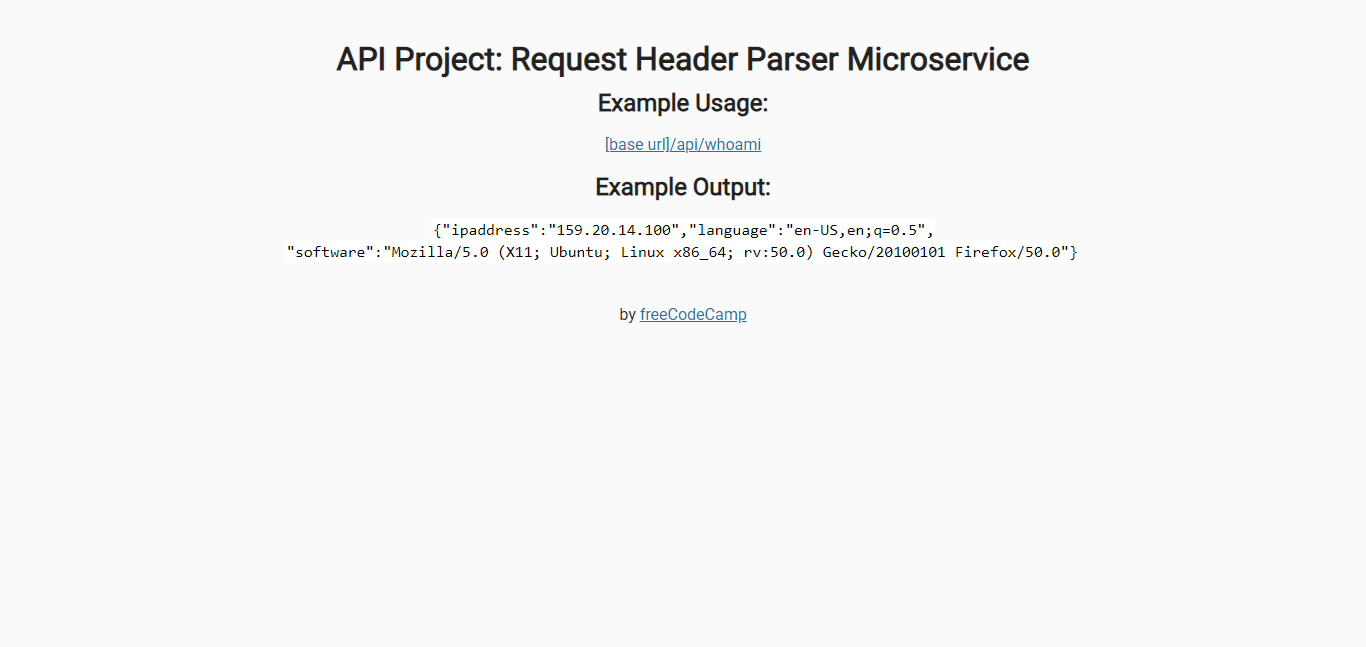 API Project: Request Header Parser Microservice
Example Usage:
[base url]/api/whoami
Example Output:
{"ipaddress":"159.20.14.100","language":"en-US,en;q=0.5",
"software":"Mozilla/5.0 (X11; Ubuntu; Linux x86_64; rv:50.0) Gecko/20100101 Firefox/50.0"}
by freeCodeCamp